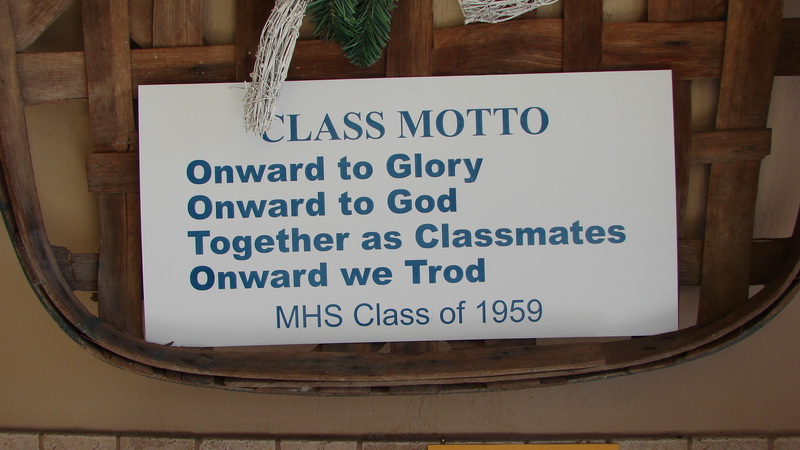 CLASS MOTTO
Onward to Glory
Onward to God
Together as Classmates
Onward we Trod
MHS Class of 1959